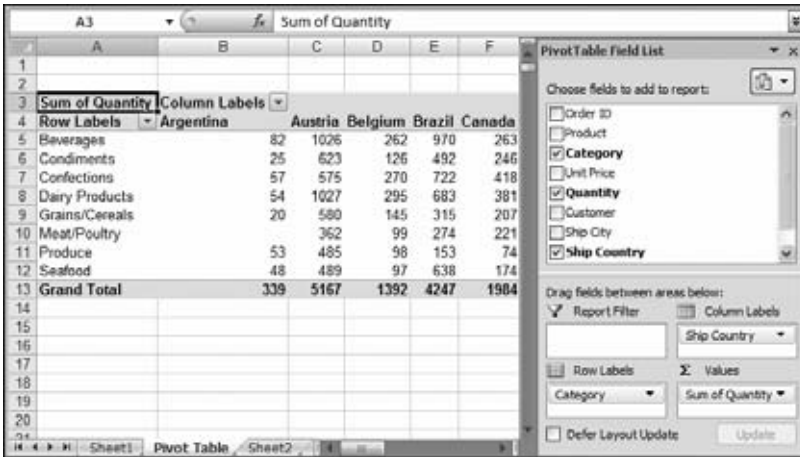 A3 fx Sum of Quantity
A B C D E F
1
2
3 Sum of Quantity Column Labels
4 Row Labels Argentina Austria Belgium Brazil Canada
5 Beverages 82 1026 262 970 263
6 Condiments 25 623 126 492 246
7 Confections 57 575 270 722 418
8 Dairy Products 54 1027 295 683 381
9 Grains/Cereals 20 580 145 315 207
10 Meat/Poultry 362 99 274 221
11 Produce 53 485 98 153 74
12 Seafood 48 489 97 638 174
13 Grand Total 339 5167 1392 4247 1984
14
15
16
17
18
19
20
21
Sheet1 Pivot Table Sheet2
PivotTable Field List
Choose fields to add to report:
Order ID
Product
Category
Unit Price
Quantity
Customer
Ship City
Ship Country
Drag fields between areas below:
Report Filter Column Labels
Ship Country
Row Labels Σ Values
Category Sum of Quantity
Defer Layout Update Update